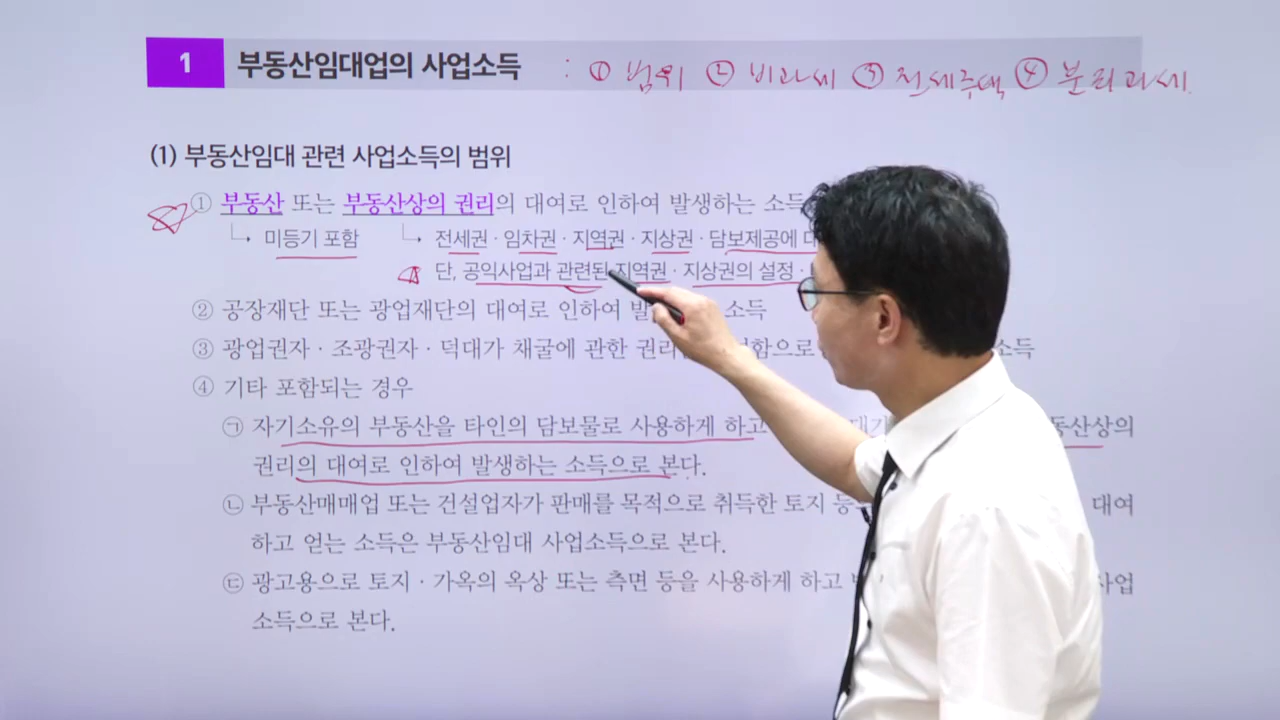 1 부동산임대업의 사업소득 : ① 범위 ② 비과세 ③ 전세주택 ④ 분리과세
(1) 부동산임대 관련 사업소득의 범위
① 부동산 또는 부동산상의 권리의 대여로 인하여 발생하는 소득
미등기 포함 전세권 · 임차권 · 지역권 · 지상권 · 담보제공에
단, 공익사업과 관련된 지역권 · 지상권의 설정 ·
② 공장재단 또는 광업재단의 대여로 인하여 소득
③ 광업권자 · 조광권자 · 덕대가 채굴에 관한 소득
④ 기타 포함되는 경우
㉠ 자기소유의 부동산을 타인의 담보물로 사용하게 하고
권리의 대여로 인하여 발생하는 소득으로 본다.
㉡ 부동산매매업 또는 건설업자가 판매를 목적으로 취득한 토지 대여
하고 얻는 소득은 부동산임대 사업소득으로 본다.
㉢ 광고용으로 토지 · 가옥의 옥상 또는 측면 등을 사용하게 하고 사업
소득으로 본다.